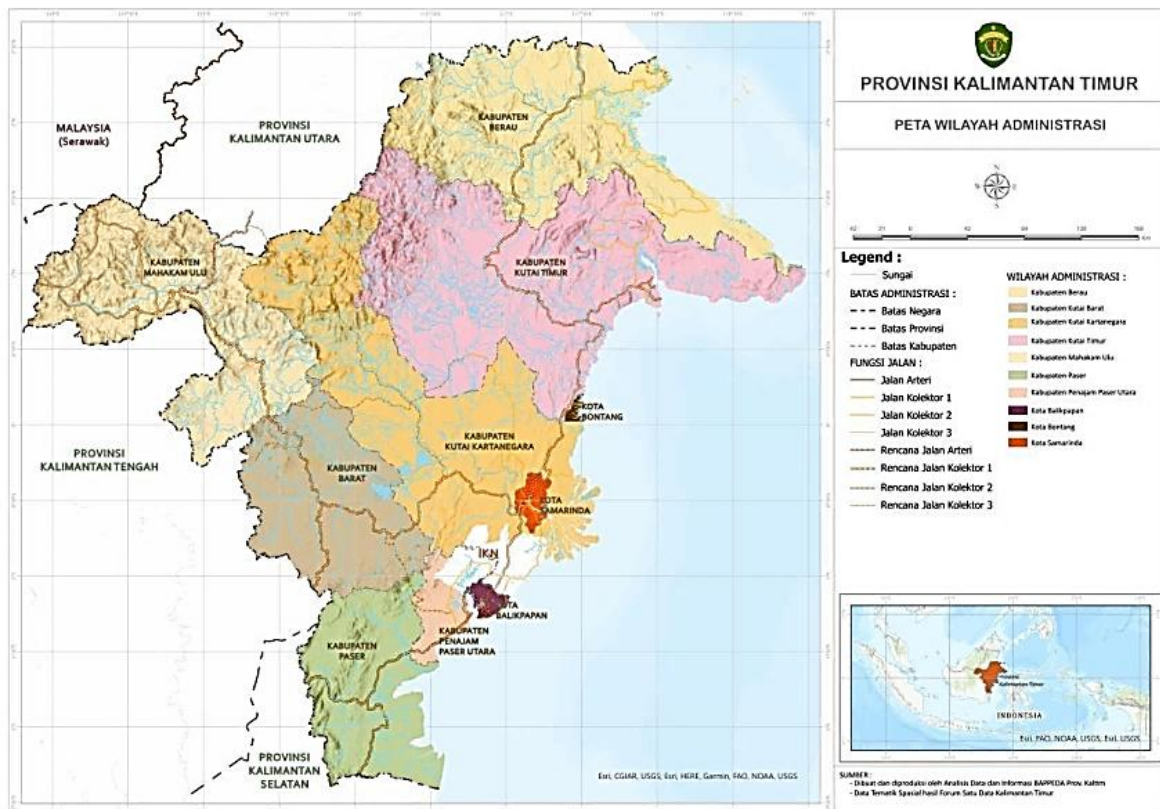 MALAYSIA
(Serawak)
PROVINSI
KALIMANTAN UTARA
KABUPATEN
BERAU
KABUPATEN
MAHAKAM ULU
KABUPATEN
KUTAI TIMUR
KOTA
BONTANG
PROVINSI
KALIMANTAN TENGAH
KABUPATEN
KUTAI KARTANEGARA
KABUPATEN
BARAT
KOTA
SAMARINDA
IKN
KOTA
BALIKPAPAN
KABUPATEN
PENAJAM
PASER UTARA
KABUPATEN
PASER
PROVINSI
KALIMANTAN
SELATAN
Esri, CGIAR, USGS, Esri, HERE, Garmin, FAO, NOAA, USGS
PROVINSI KALIMANTAN TIMUR
PETA WILAYAH ADMINISTRASI
N
Km
Legend :
Sungai
BATAS ADMINISTRASI :
Batas Negara
Batas Provinsi
Batas Kabupaten
FUNGSI JALAN :
Jalan Arteri
Jalan Kolektor 1
Jalan Kolektor 2
Jalan Kolektor 3
Rencana Jalan Arteri
Rencana Jalan Kolektor 1
Rencana Jalan Kolektor 2
Rencana Jalan Kolektor 3
WILAYAH ADMINISTRASI :
Kabupaten Berau
Kabupaten Kutai Barat
Kabupaten Kutai Kartanegara
Kabupaten Kutai Timur
Kabupaten Mahakam Ulu
Kabupaten Paser
Kabupaten Penajam Paser Utara
Kota Balikpapan
Kota Bontang
Kota Samarinda
Provinsi
Kalimantan Timur
INDONESIA
Esri, FAO, NOAA, USGS, Esri, USGS
SUMBER :
- Dibuat dan diproduksi oleh Analisis Data dan Informasi BAPPEDA Prov. Kaltim
- Data Tematik Spasial hasil Forum Satu Data Kalimantan Timur